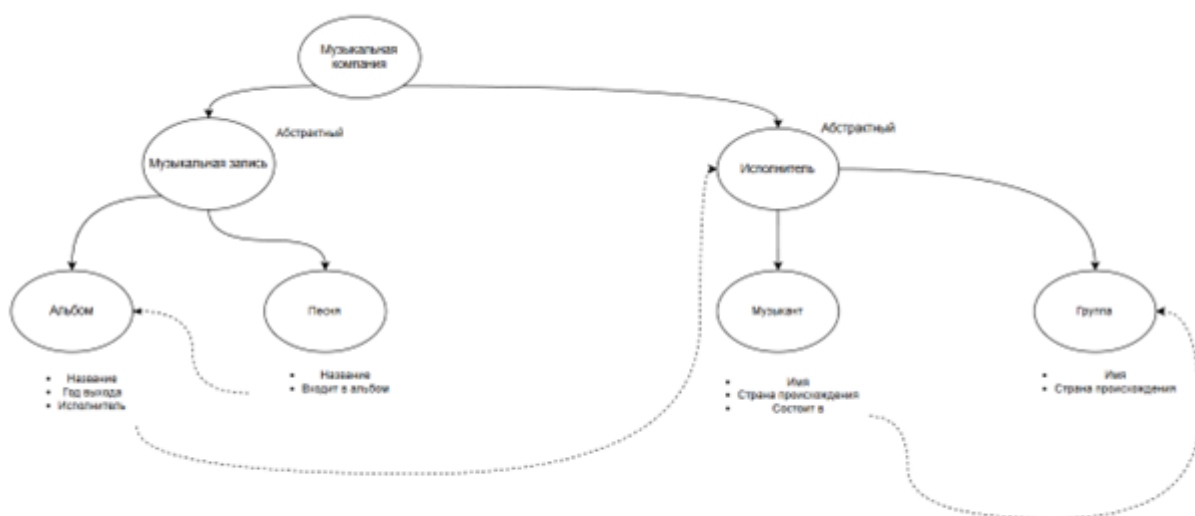 Музыкальная
компания
Абстрактный
Музыкальная запись
Абстрактный
Исполнитель
Альбом
Песня
Музыкант
Группа
• Название
• Год выхода
• Исполнитель
• Название
• Входит в альбом
• Имя
• Страна происхождения
• Состоит в
• Имя
• Страна происхождения